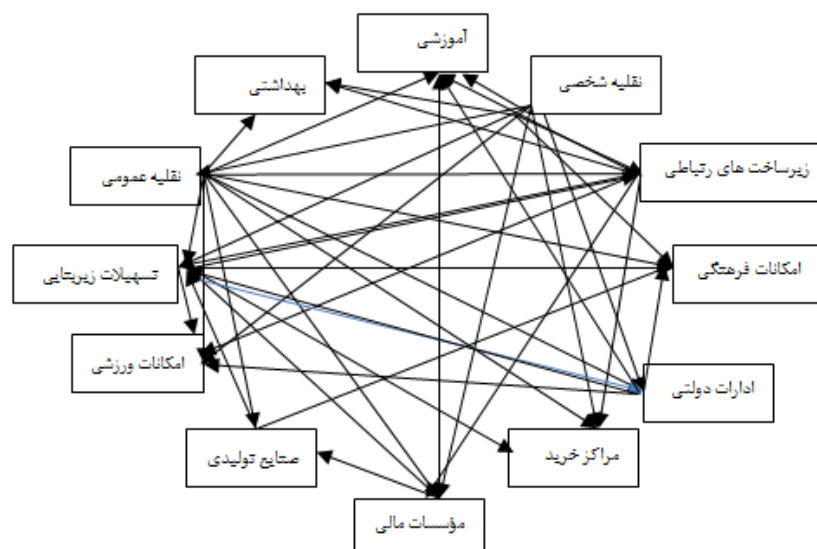 آموزشی
نقلیه شخصی
بهداشتی
زیرساخت های رتباطی
نقلیه عمومی
امکانات فرهنگی
تسهیلات زیربنایی
امکانات ورزشی
ادارات دولتی
مراکز خرید
صنایع تولیدی
مؤسسات مالی